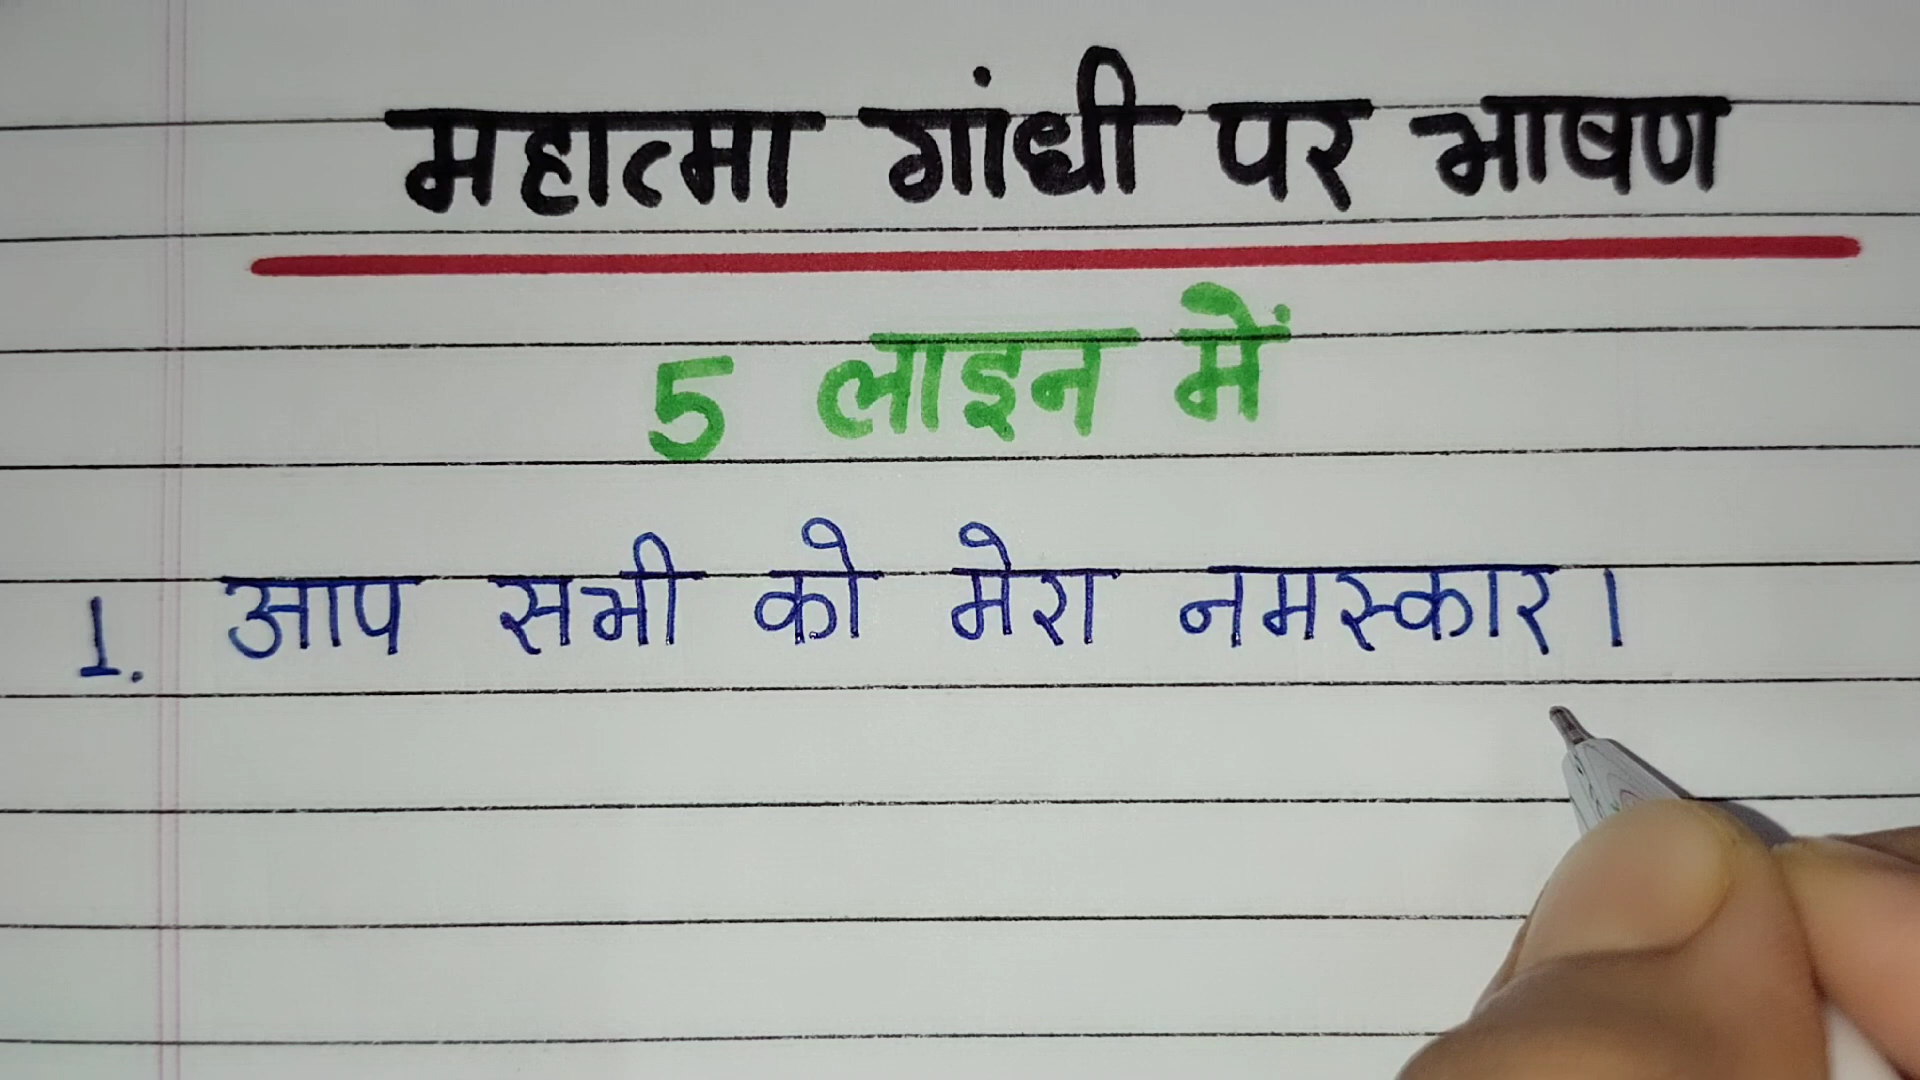 महात्मा गांधी पर भाषण
5 लाइन में
1. आप सभी को मेरा नमस्कार।